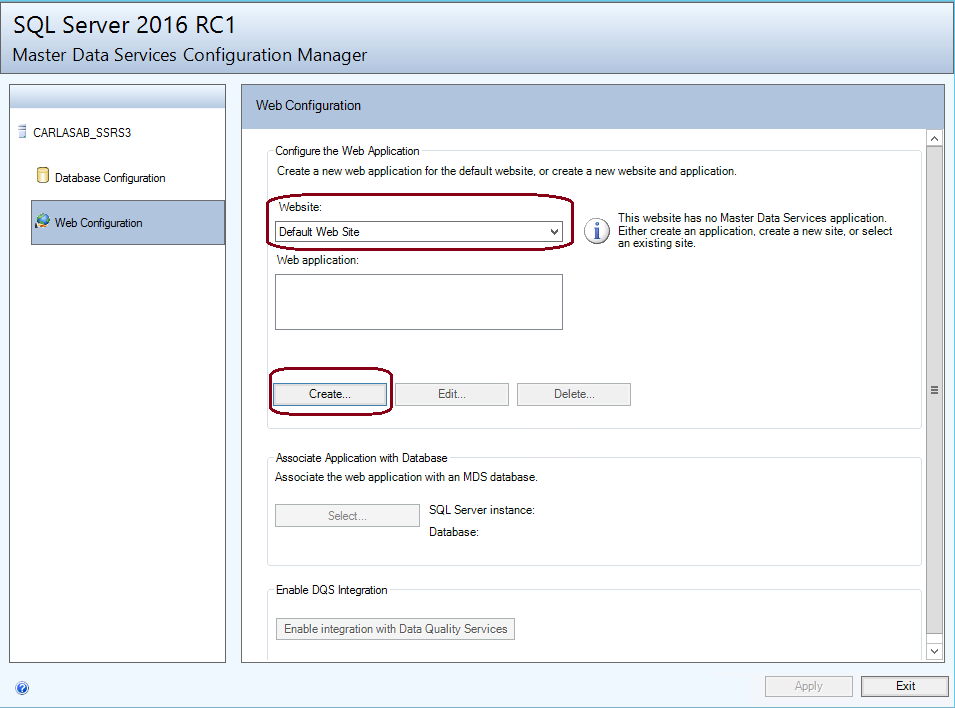 SQL Server 2016 RC1
Master Data Services Configuration Manager
CARLASAB_SSRS3
Database Configuration
Web Configuration
Web Configuration
Configure the Web Application
Create a new web application for the default website, or create a new website and application.
Website:
Default Web Site
This website has no Master Data Services application.
Either create an application, create a new site, or select
an existing site.
Web application:
Create...
Edit...
Delete...
Associate Application with Database
Associate the web application with an MDS database.
Select...
SQL Server instance:
Database:
Enable DQS Integration
Enable integration with Data Quality Services
Apply
Exit